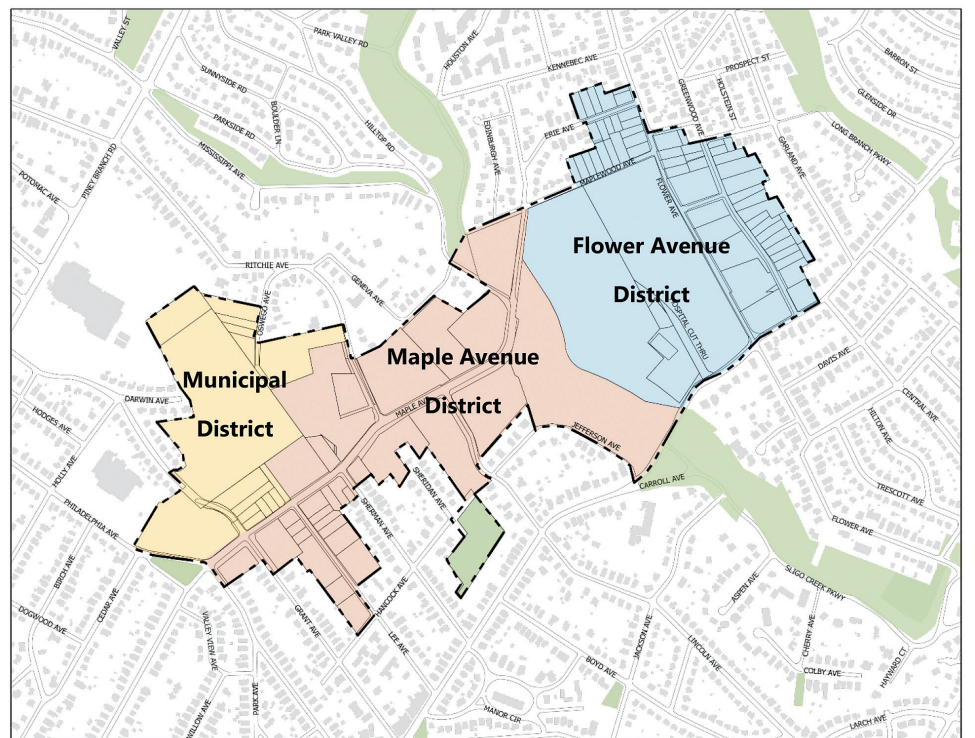 VALLEY ST
PARK VALLEY RD
HOUSTON AVE
KENNEBEC AVE
PROSPECT ST
BARRON ST
SUNNYSIDE RD
BOULDER LN
PARKSIDE RD
HILLTOP RD
MISSISSIPPI AVE
PINEY BRANCH RD
POTOMAC AVE
EDINBURGH AVE
ERIE AVE
GREENWOOD AVE
HOLSTEIN ST
GLENSIDE DR
GARLAND AVE
LONG BRANCH PKWY
MAPLEWOOD AVE
FLOWER AVE
Flower Avenue
District
HOSPITAL CUT THRU
RITCHIE AVE
GENEVA AVE
OSWEGO AVE
Maple Avenue
District
MAPLE AVE
Municipal
District
DARWIN AVE
HODGES AVE
HOLLY AVE
PHILADELPHIA AVE
DAVIS AVE
CENTRAL AVE
HILTON AVE
TRESCOTT AVE
FLOWER AVE
JEFFERSON AVE
CARROLL AVE
SHERIDAN AVE
SHERMAN AVE
HANCOCK AVE
LEE AVE
GRANT AVE
BIRCH AVE
CEDAR AVE
DOGWOOD AVE
VALLEY VIEW AVE
PARK AVE
WILLOW AVE
MANOR CIR
BOYD AVE
JACKSON AVE
LINCOLN AVE
ASPEN AVE
SLIGO CREEK PKWY
CHERRY AVE
COLBY AVE
HAYWARD CT
LARCH AVE